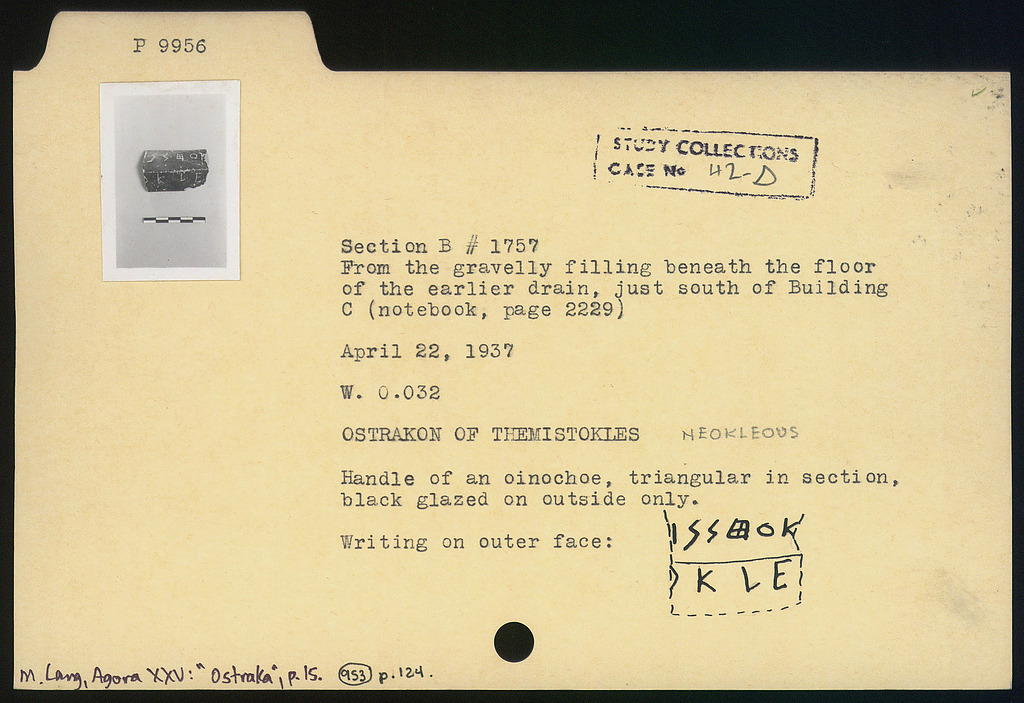 P 9956
STUDY COLLECTIONS
CASE No 42-D
Section B # 1757
From the gravelly filling beneath the floor
of the earlier drain, just south of Building
C (notebook, page 2229)
April 22, 1937
W. 0.032
OSTRAKON OF THEMISTOKLES NEOKLEOUS
Handle of an oinochoe, triangular in section,
black glazed on outside only.
Writing on outer face:
ISS⊞OK
KLE
M. Lang, Agora XXV: "Ostraka", p.15. 953 p.124.